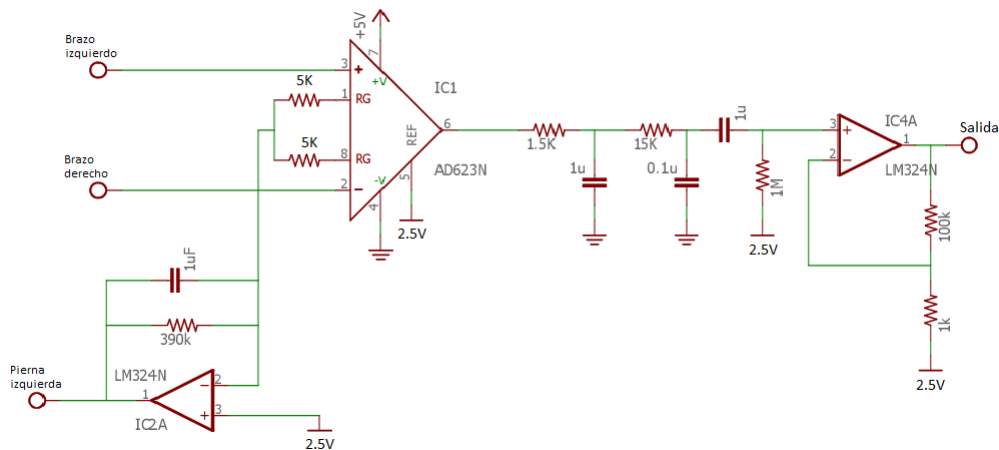 Brazo
izquierdo
+5V
7
3
+
+V
5K
1
RG
IC1
5K
8
RG
REF
6
AD623N
Brazo
derecho
2
-
-V
5
4
2.5V
1.5K
1u
15K
0.1u
1u
1M
2.5V
3
+
IC4A
1
Salida
2
-
LM324N
100k
1k
2.5V
1uF
390k
Pierna
izquierda
LM324N
1
-
2
+
3
IC2A
2.5V